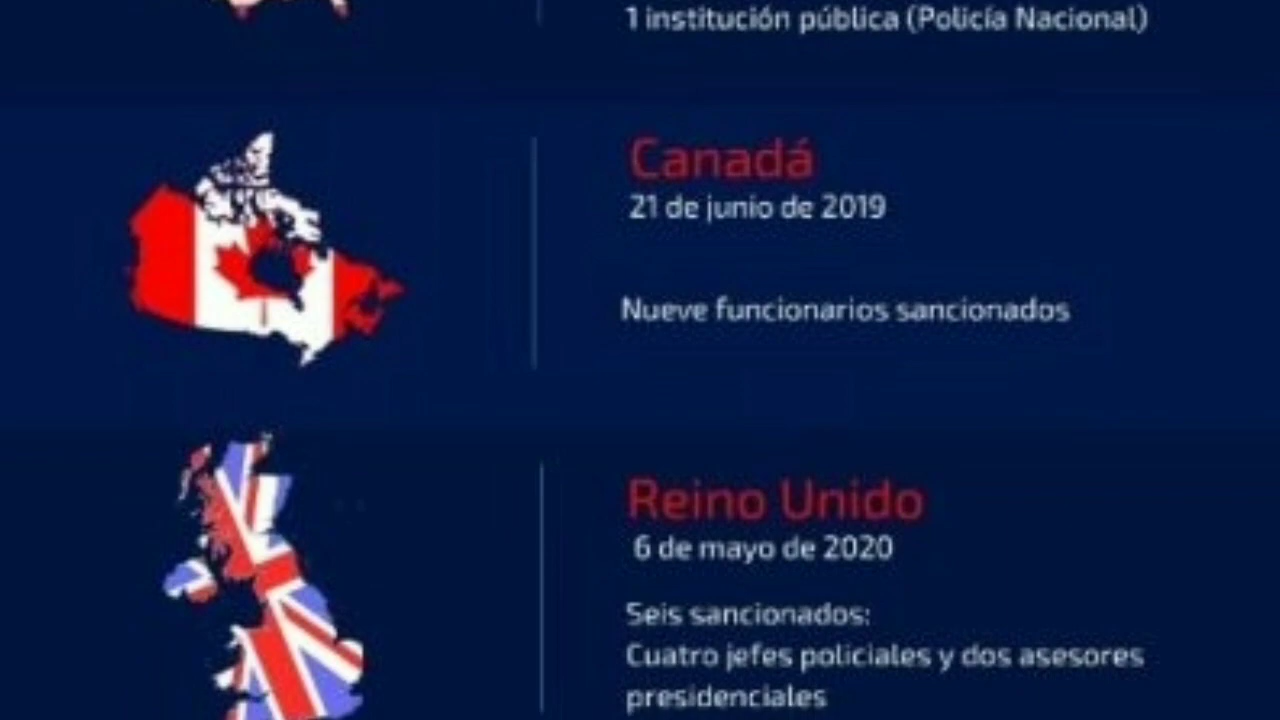 1 institución pública (Policía Nacional)
Canadá
21 de junio de 2019
Nueve funcionarios sancionados
Reino Unido
6 de mayo de 2020
Seis sancionados:
Cuatro jefes policiales y dos asesores
presidenciales